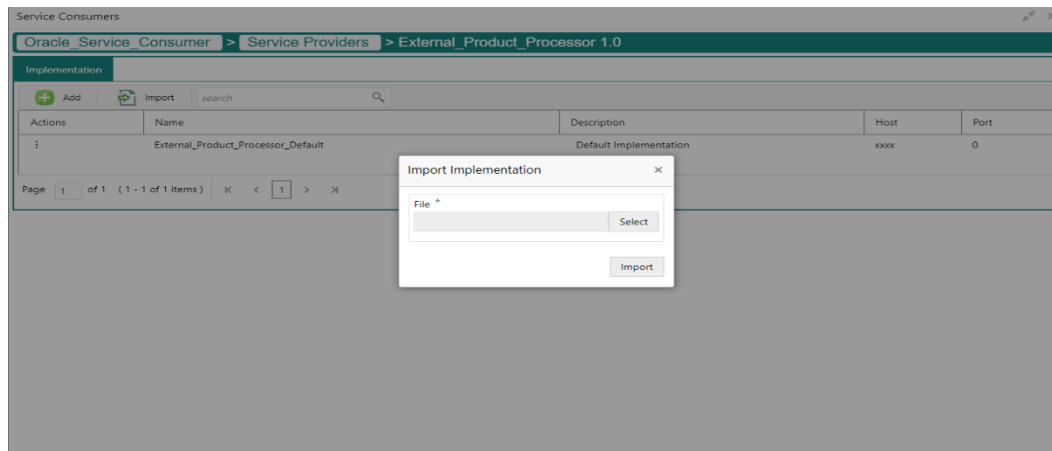 Service Consumers
Oracle_Service_Consumer > Service Providers > External_Product_Processor 1.0
Implementation
Add Import search
Actions Name Description Host Port
External_Product_Processor_Default Default Implementation xxxx 0
Page 1 of 1 (1 - 1 of 1 items) K < 1 > >|
Import Implementation ×
File *
Select
Import